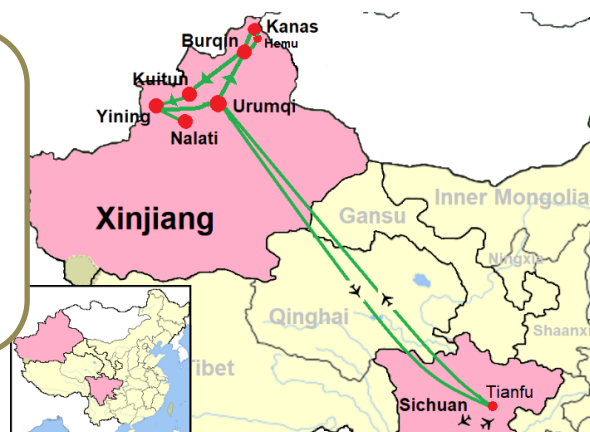 Kanas
Hemu
Burqin
Kuitun
Yining
Urumqi
Nalati
Xinjiang
Inner Mongolia
Gansu
Ningxia
Qinghai
Shaanxi
Tibet
Tianfu
Sichuan